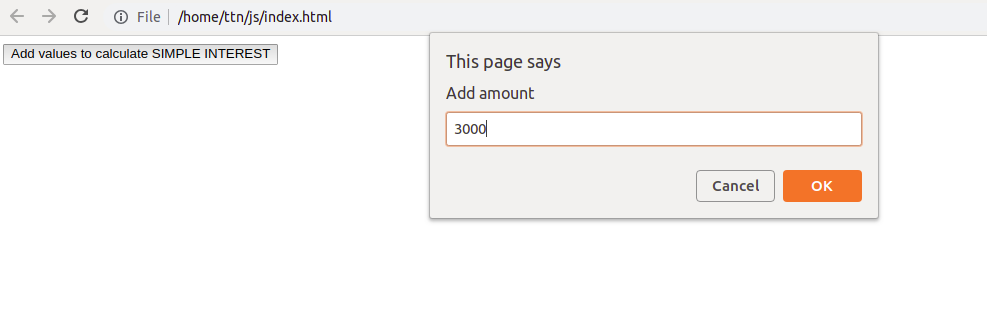 File /home/ttn/js/index.html
Add values to calculate SIMPLE INTEREST
This page says
Add amount
3000
Cancel OK